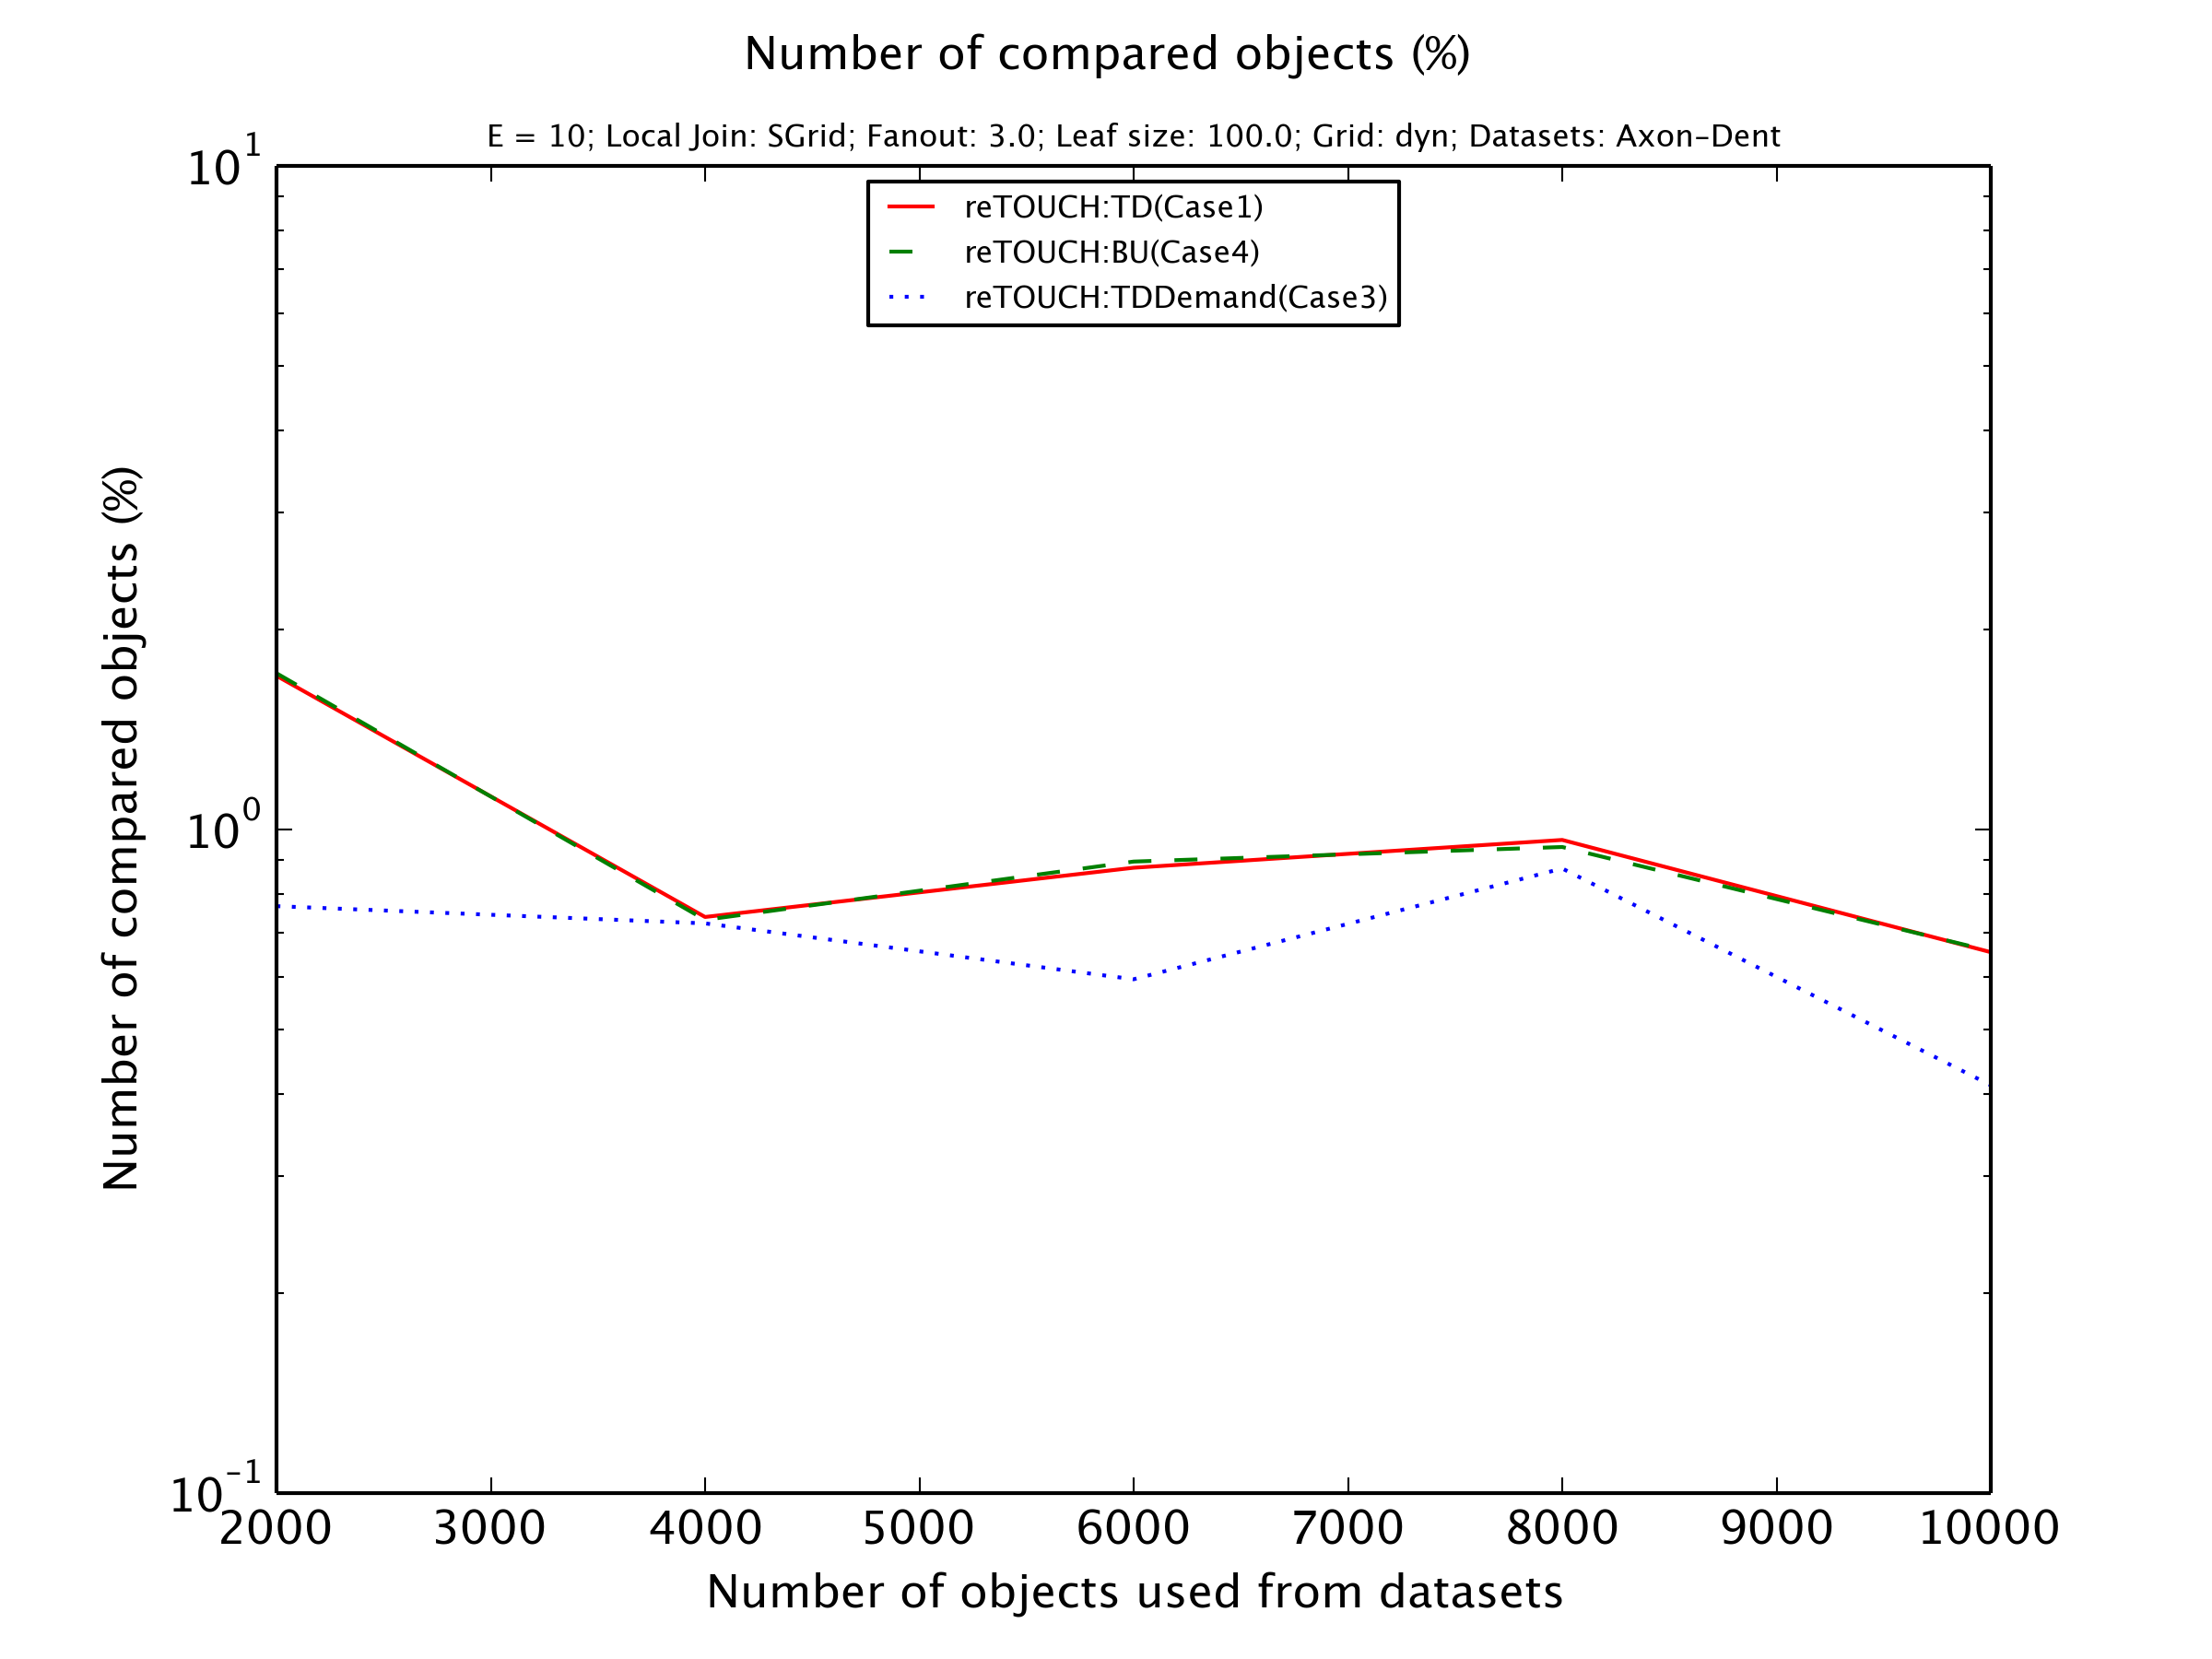 Number of compared objects (%)
E = 10; Local Join: SGrid; Fanout: 3.0; Leaf size: 100.0; Grid: dyn; Datasets: Axon-Dent
10^1
reTOUCH:TD(Case1)
reTOUCH:BU(Case4)
reTOUCH:TDDemand(Case3)
Number of compared objects (%)
10^0
10^-1
2000 3000 4000 5000 6000 7000 8000 9000 10000
Number of objects used from datasets